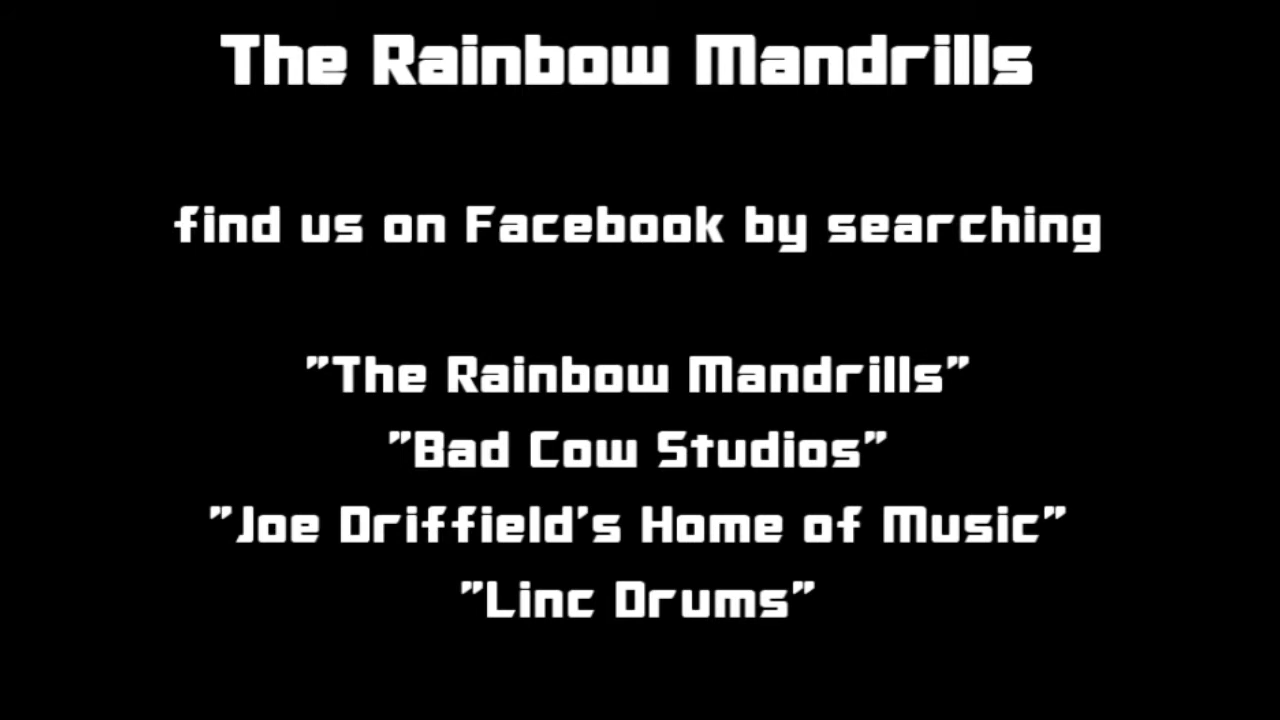 The Rainbow Mandrills
find us on Facebook by searching
"The Rainbow Mandrills"
"Bad Cow Studios"
"Joe Driffield's Home of Music"
"Linc Drums"